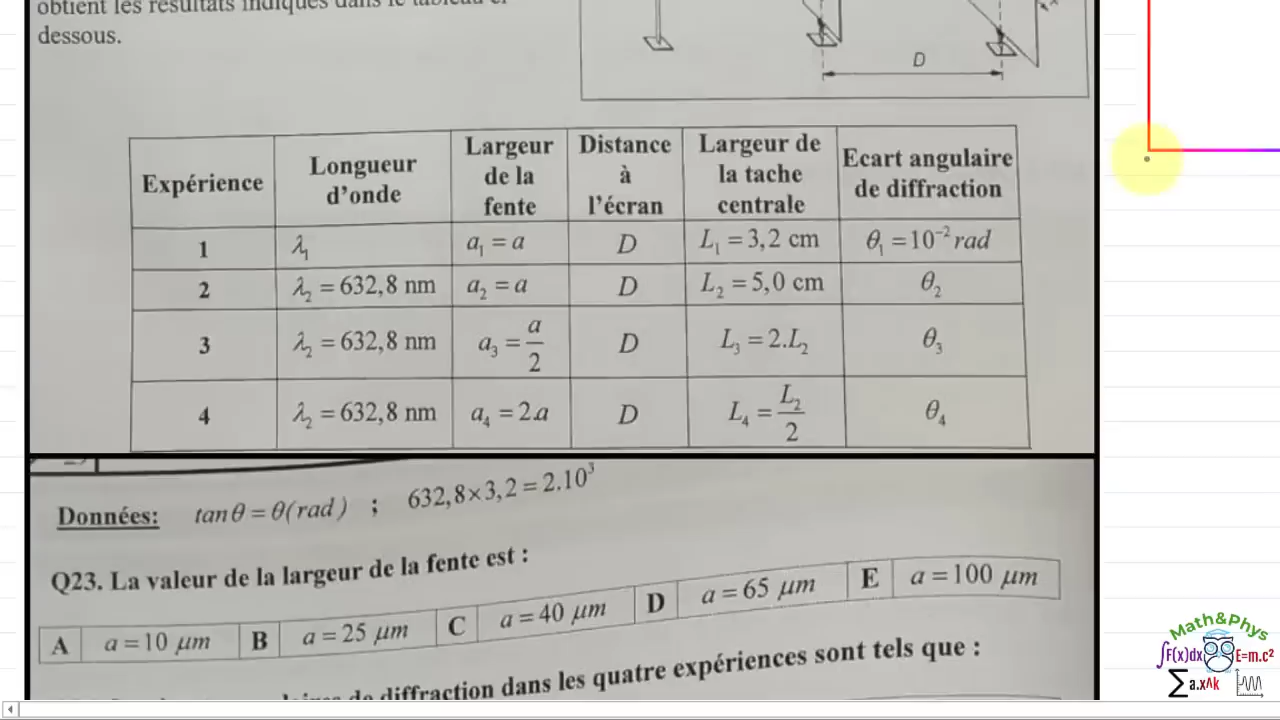 dessous.
D
Expérience | Longueur d'onde | Largeur de la fente | Distance à l'écran | Largeur de la tache centrale | Ecart angulaire de diffraction
1 | λ₁ | a₁ = a | D | L₁ = 3,2 cm | θ₁ = 10⁻² rad
2 | λ₂ = 632,8 nm | a₂ = a | D | L₂ = 5,0 cm | θ₂
3 | λ₂ = 632,8 nm | a₃ = a/2 | D | L₃ = 2.L₂ | θ₃
4 | λ₂ = 632,8 nm | a₄ = 2.a | D | L₄ = L₂/2 | θ₄
Données: tanθ = θ(rad) ; 632,8×3,2 = 2.10³
Q23. La valeur de la largeur de la fente est :
A a = 10 μm B a = 25 μm C a = 40 μm D a = 65 μm E a = 100 μm
de diffraction dans les quatre expériences sont tels que :
Math&Phys
∫F(x)dx E=m.c²
∑ a.x^k